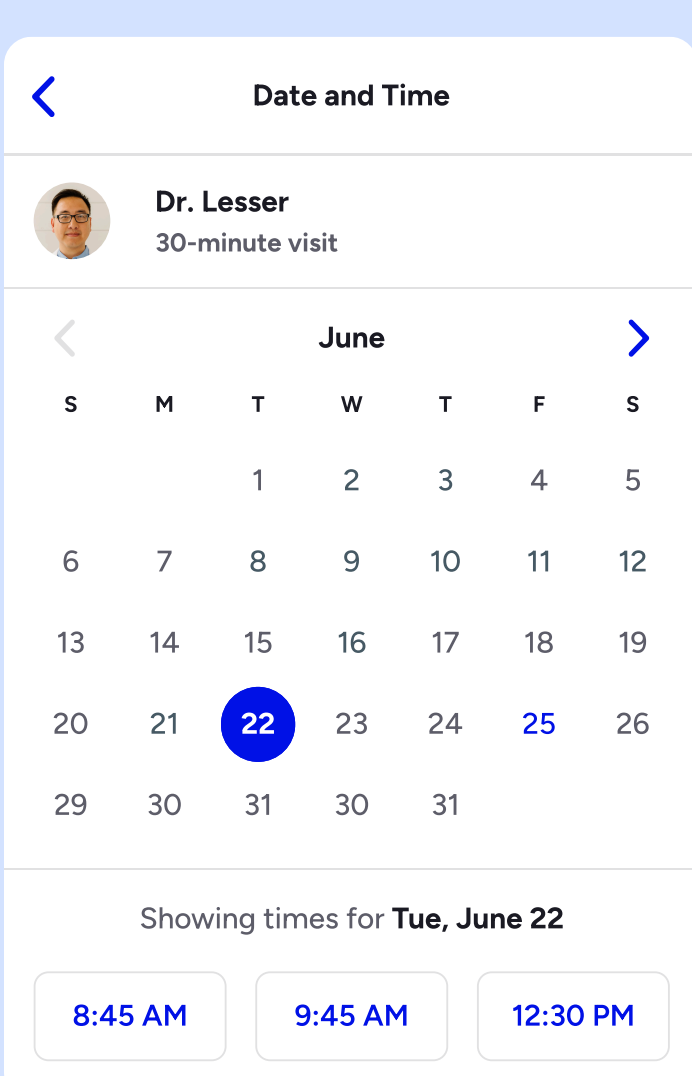 Date and Time
Dr. Lesser
30-minute visit
June
S M T W T F S
1 2 3 4 5
6 7 8 9 10 11 12
13 14 15 16 17 18 19
20 21 22 23 24 25 26
29 30 31 30 31
Showing times for Tue, June 22
8:45 AM 9:45 AM 12:30 PM